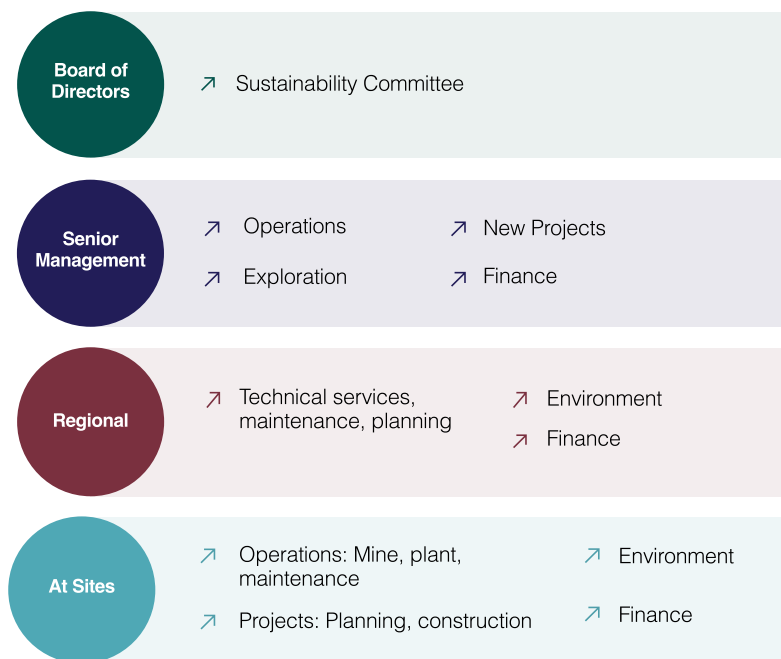 Board of
Directors
Sustainability Committee
Senior
Management
Operations
New Projects
Exploration
Finance
Regional
Technical services,
maintenance, planning
Environment
Finance
At Sites
Operations: Mine, plant,
maintenance
Environment
Projects: Planning, construction
Finance